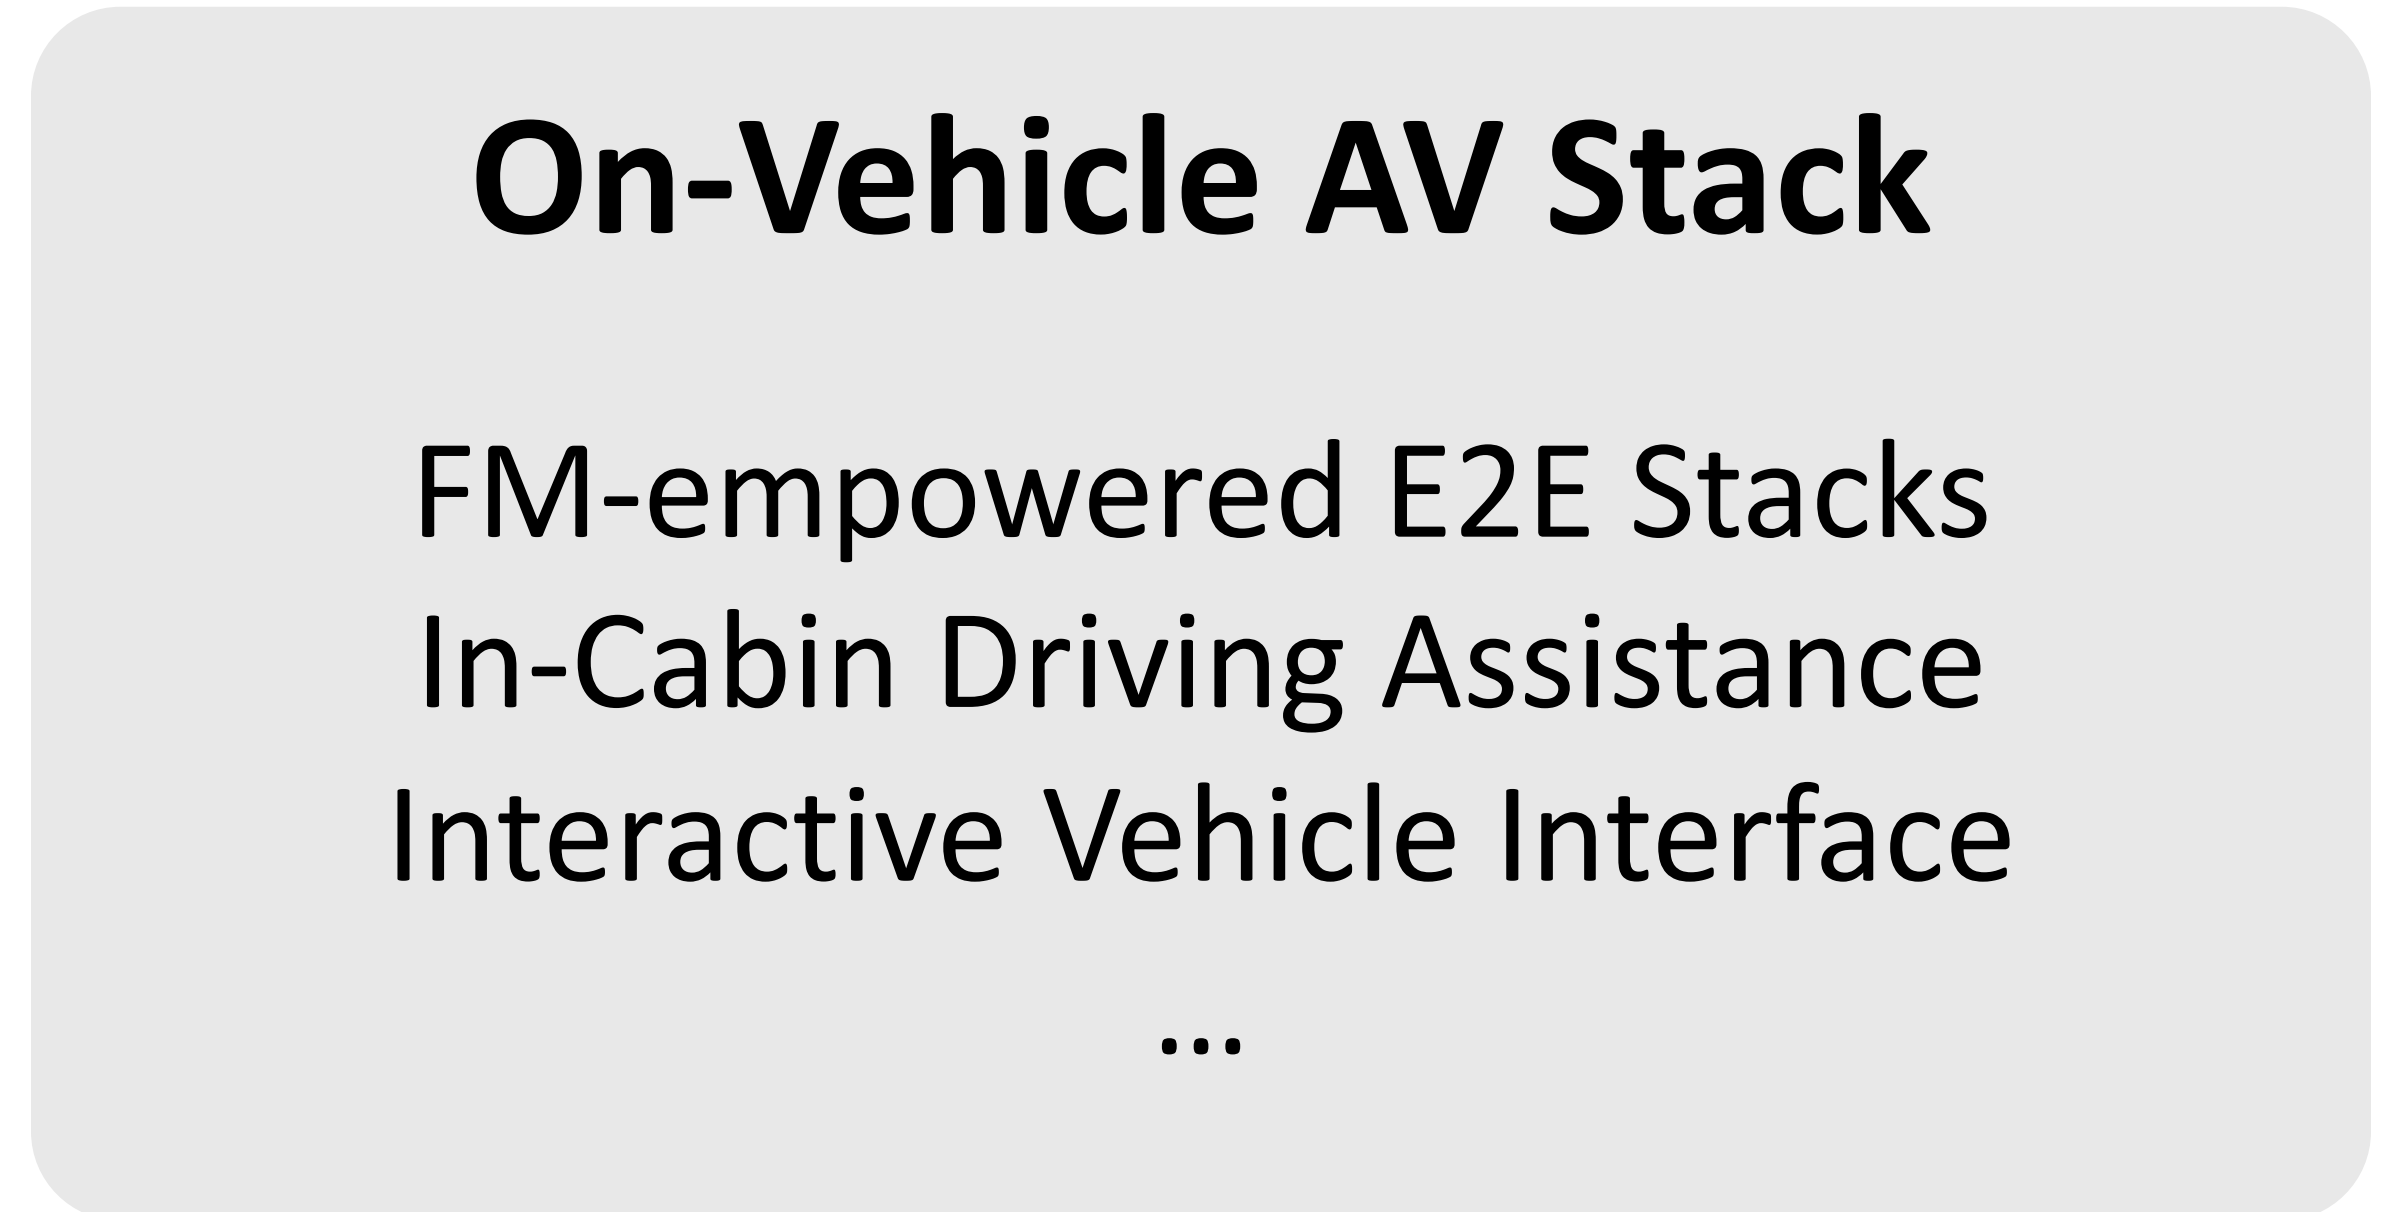 On-Vehicle AV Stack
FM-empowered E2E Stacks
In-Cabin Driving Assistance
Interactive Vehicle Interface
...